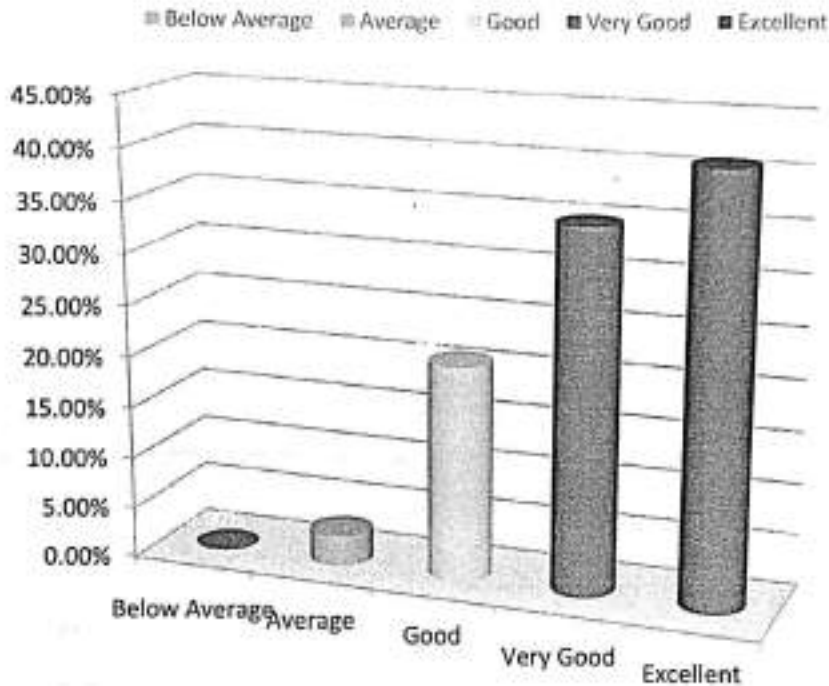 Below Average Average Good Very Good Excellent
45.00%
40.00%
35.00%
30.00%
25.00%
20.00%
15.00%
10.00%
5.00%
0.00%
Below Average
Average
Good
Very Good
Excellent